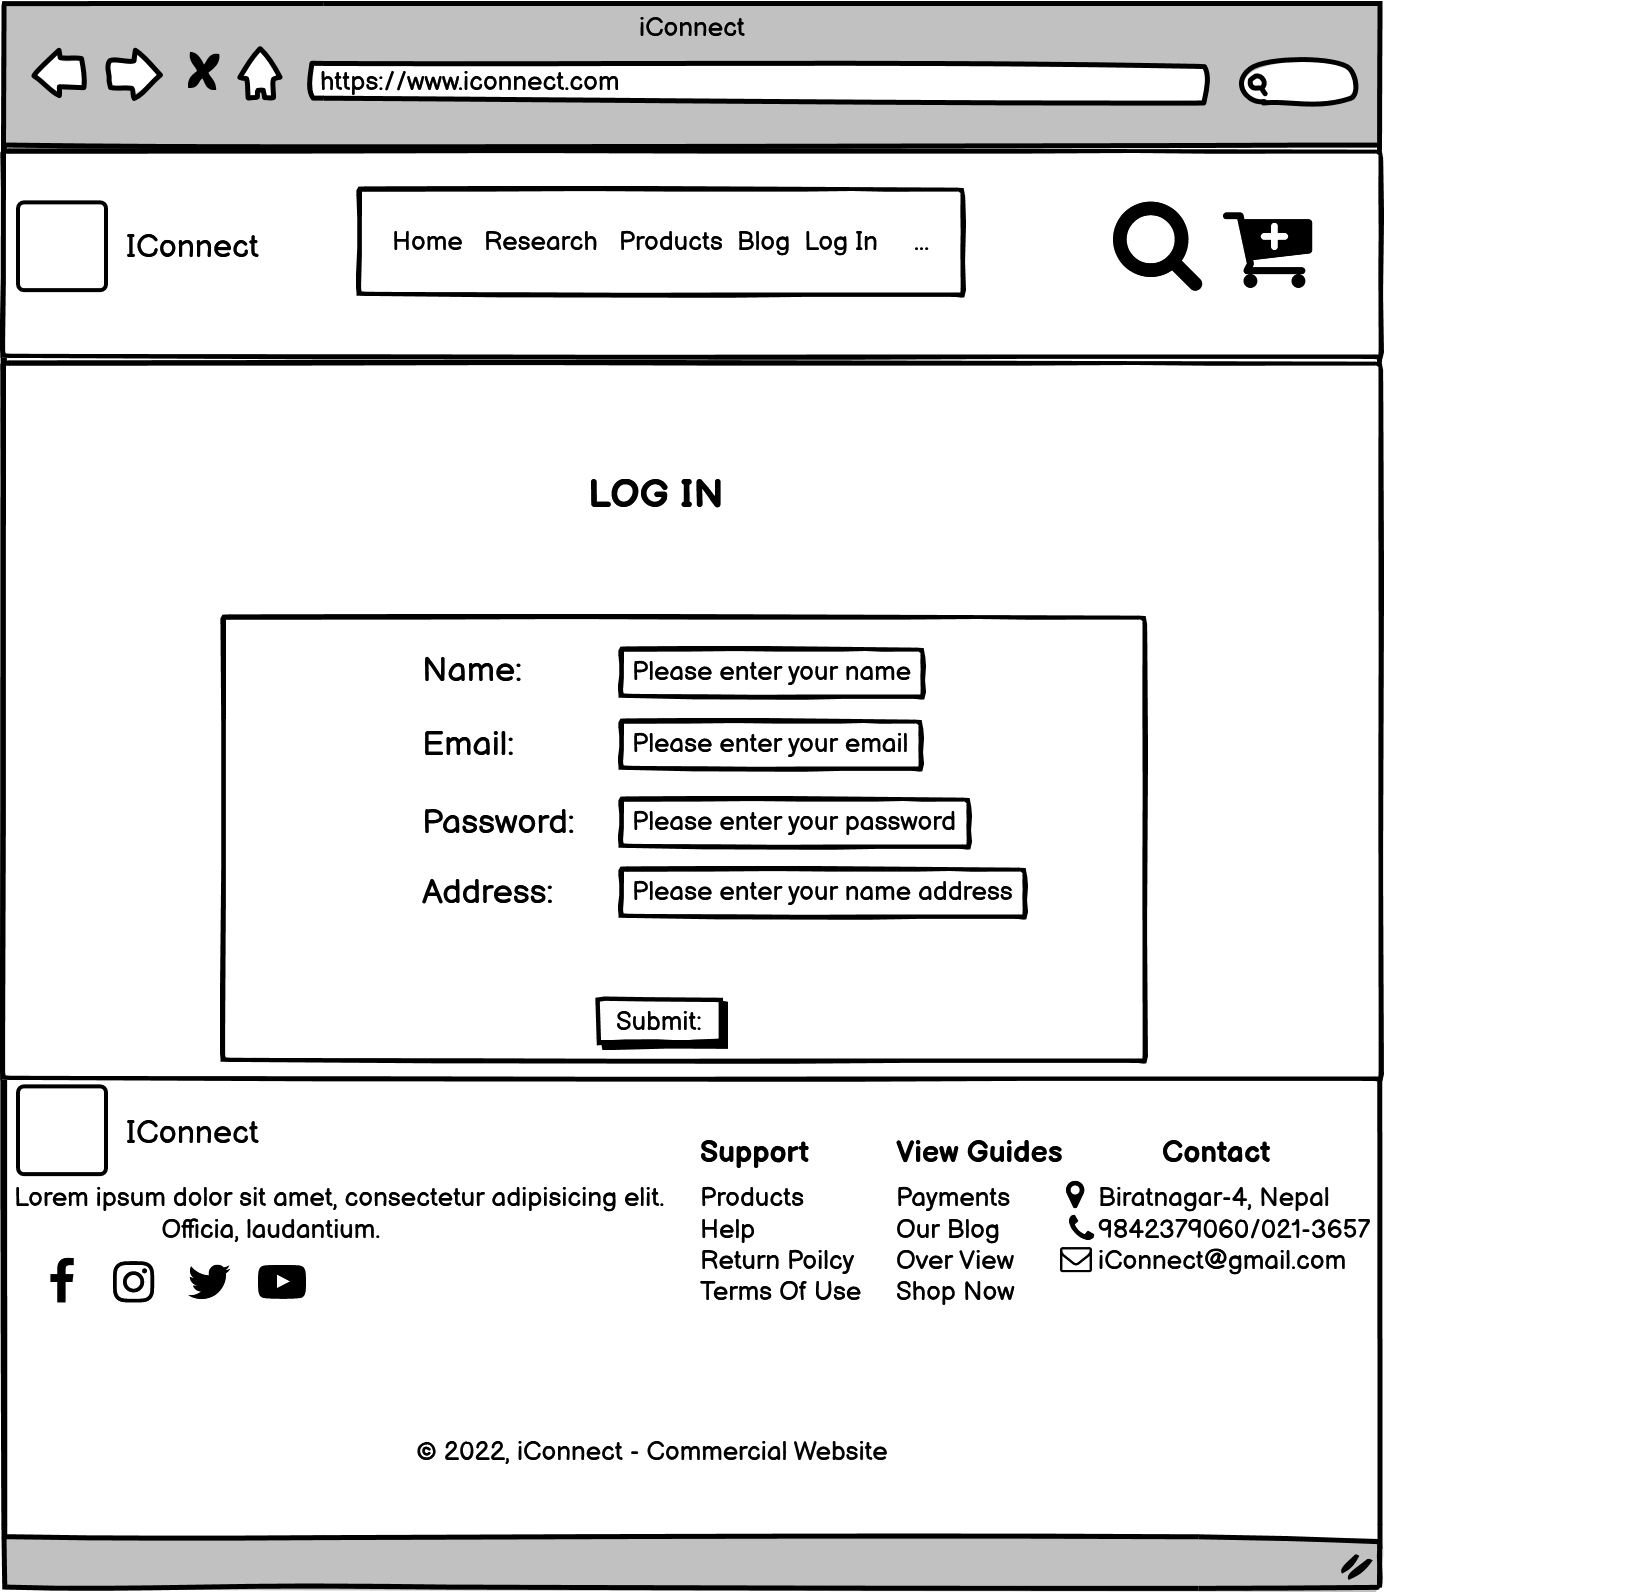 iConnect
https://www.iconnect.com
IConnect
Home Research Products Blog Log In ...
LOG IN
Name: Please enter your name
Email: Please enter your email
Password: Please enter your password
Address: Please enter your name address
Submit:
IConnect
Lorem ipsum dolor sit amet, consectetur adipisicing elit.
Officia, laudantium.
Support
Products
Help
Return Poilcy
Terms Of Use
View Guides
Payments
Our Blog
Over View
Shop Now
Contact
Biratnagar-4, Nepal
9842379060/021-3657
iConnect@gmail.com
© 2022, iConnect - Commercial Website